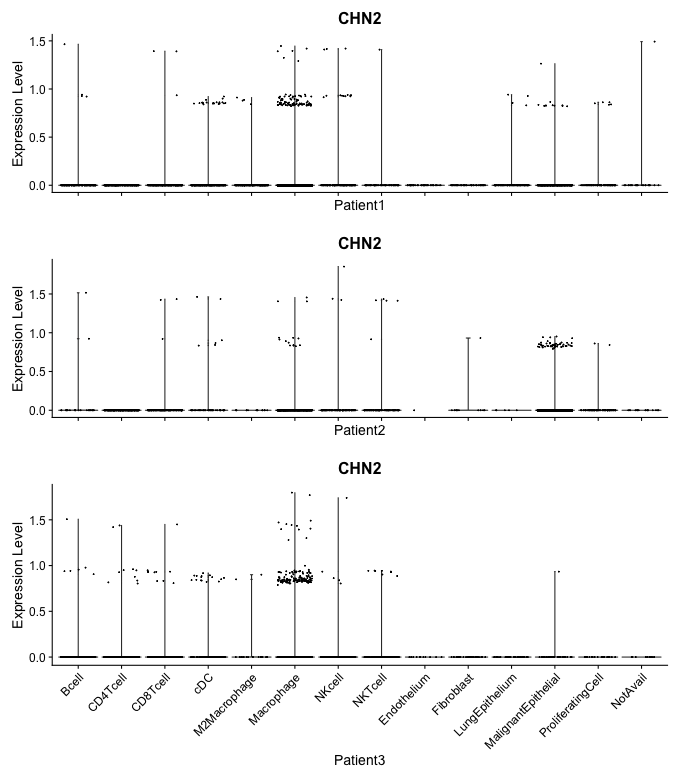 CHN2
Expression Level
1.5
1.0
0.5
0.0
Patient1
CHN2
Expression Level
1.5
1.0
0.5
0.0
Patient2
CHN2
Expression Level
1.5
1.0
0.5
0.0
Bcell
CD4Tcell
CD8Tcell
cDC
M2Macrophage
Macrophage
NKcell
NKTcell
Endothelium
Fibroblast
LungEpithelium
MalignantEpithelial
ProliferatingCell
NotAvail
Patient3